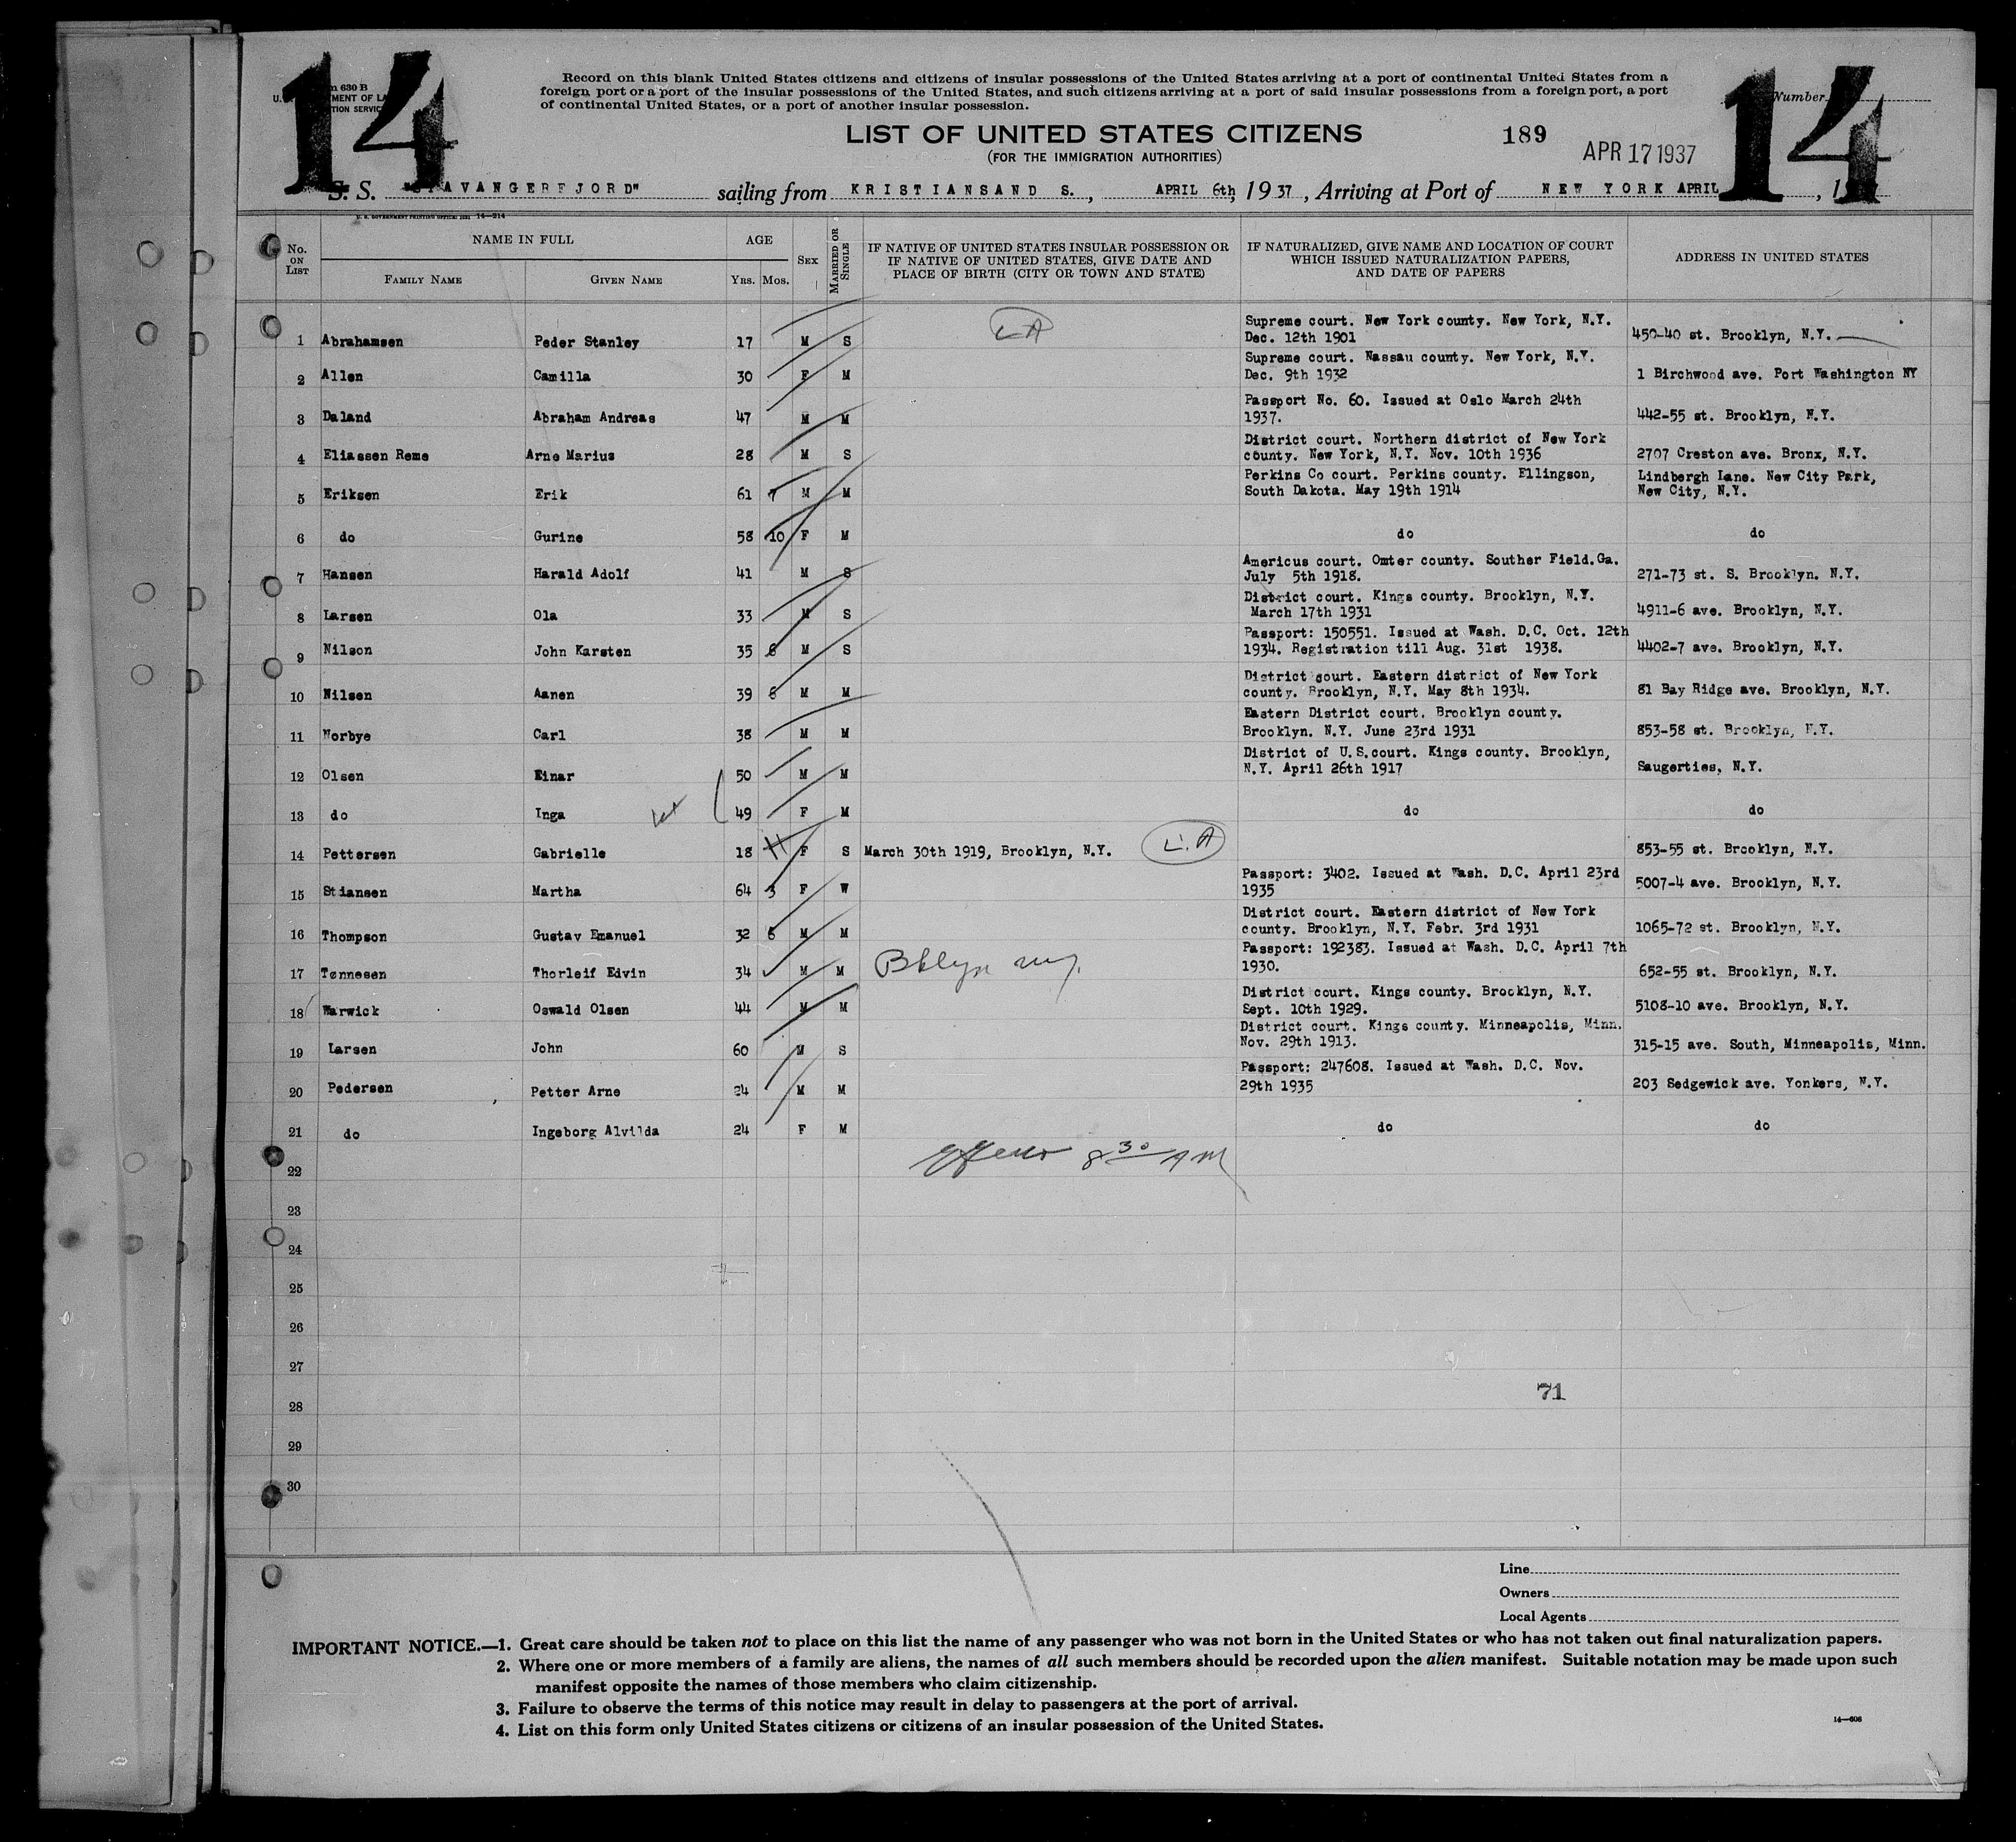 14
14
630 B
Record on this blank United States citizens and citizens of insular possessions of the United States arriving at a port of continental United States from a
foreign port or a port of the insular possessions of the United States, and such citizens arriving at a port of said insular possessions from a foreign port, a port
of continental United States, or a port of another insular possession.
Number
LIST OF UNITED STATES CITIZENS
(FOR THE IMMIGRATION AUTHORITIES)
189
APR 17 1937
S. S. "STAVANGERFJORD" sailing from KRISTIANSAND S., APRIL 6th, 1937, Arriving at Port of NEW YORK APRIL
No. ON LIST
NAME IN FULL
FAMILY NAME
GIVEN NAME
AGE
YRS. MOS.
SEX
MARRIED OR SINGLE
IF NATIVE OF UNITED STATES INSULAR POSSESSION OR
IF NATIVE OF UNITED STATES, GIVE DATE AND
PLACE OF BIRTH (CITY OR TOWN AND STATE)
IF NATURALIZED, GIVE NAME AND LOCATION OF COURT
WHICH ISSUED NATURALIZATION PAPERS,
AND DATE OF PAPERS
ADDRESS IN UNITED STATES
1 Abrahamsen Peder Stanley 17 M S Supreme court. New York county. New York, N.Y.
Dec. 12th 1901 450-40 st. Brooklyn, N.Y.
2 Allen Camilla 30 F M Supreme court. Nassau county. New York, N.Y.
Dec. 9th 1932 1 Birchwood ave. Port Washington NY
3 Daland Abraham Andreas 47 M M Passport No. 60. Issued at Oslo March 24th
1937. 442-55 st. Brooklyn, N.Y.
4 Eliassen Reme Arne Marius 28 M S District court. Northern district of New York
county. New York, N.Y. Nov. 10th 1936 2707 Creston ave. Bronx, N.Y.
5 Eriksen Erik 61 7 M M Perkins Co court. Perkins county. Ellingson,
South Dakota. May 19th 1914 Lindbergh Lane. New City Park,
New City, N.Y.
6 do Gurine 58 10 F M do do
7 Hansen Harald Adolf 41 M S Americus court. Omter county. Souther Field.Ga.
July 5th 1918. 271-73 st. S. Brooklyn. N.Y.
8 Larsen Ola 33 M S District court. Kings county. Brooklyn, N.Y.
March 17th 1931 4911-6 ave. Brooklyn, N.Y.
9 Nilson John Karsten 35 6 M S Passport: 150551. Issued at Wash. D.C. Oct. 12th
1934. Registration till Aug. 31st 1938. 4402-7 ave. Brooklyn, N.Y.
10 Nilsen Aanen 39 6 M M District court. Eastern district of New York
county. Brooklyn, N.Y. May 8th 1934. 81 Bay Ridge ave. Brooklyn, N.Y.
11 Norbye Carl 38 M M Eastern District court. Brooklyn county.
Brooklyn. N.Y. June 23rd 1931 853-58 st. Brooklyn, N.Y.
12 Olsen Einar 50 M M District of U.S.court. Kings county. Brooklyn,
N.Y. April 26th 1917 Saugerties, N.Y.
13 do Inga 49 F M do do
14 Pettersen Gabrielle 18 F S March 30th 1919, Brooklyn, N.Y. L.A 853-55 st. Brooklyn, N.Y.
15 Stiansen Martha 64 3 F W Passport: 3402. Issued at Wash. D.C. April 23rd
1935 5007-4 ave. Brooklyn, N.Y.
16 Thompson Gustav Emanuel 32 6 M M District court. Eastern district of New York
county. Brooklyn, N.Y. Febr. 3rd 1931 1065-72 st. Brooklyn, N.Y.
17 Tønnesen Thorleif Edvin 34 M M Bklyn ny. Passport: 192383. Issued at Wash. D.C. April 7th
1930. 652-55 st. Brooklyn, N.Y.
18 Warwick Oswald Olsen 44 M M District court. Kings county. Brooklyn, N.Y.
Sept. 10th 1929. 5108-10 ave. Brooklyn, N.Y.
19 Larsen John 60 M S District court. Kings county. Minneapolis, Minn.
Nov. 29th 1913. 315-15 ave. South, Minneapolis, Minn.
20 Pedersen Petter Arne 24 M M Passport: 247608. Issued at Wash. D.C. Nov.
29th 1935 203 Sedgewick ave. Yonkers, N.Y.
21 do Ingeborg Alvilda 24 F M do do
8 30 AM
22
23
24
25
26
27
28
29
30
71
Line
Owners
Local Agents
IMPORTANT NOTICE.—1. Great care should be taken not to place on this list the name of any passenger who was not born in the United States or who has not taken out final naturalization papers.
2. Where one or more members of a family are aliens, the names of all such members should be recorded upon the alien manifest. Suitable notation may be made upon such
manifest opposite the names of those members who claim citizenship.
3. Failure to observe the terms of this notice may result in delay to passengers at the port of arrival.
4. List on this form only United States citizens or citizens of an insular possession of the United States.
14—606